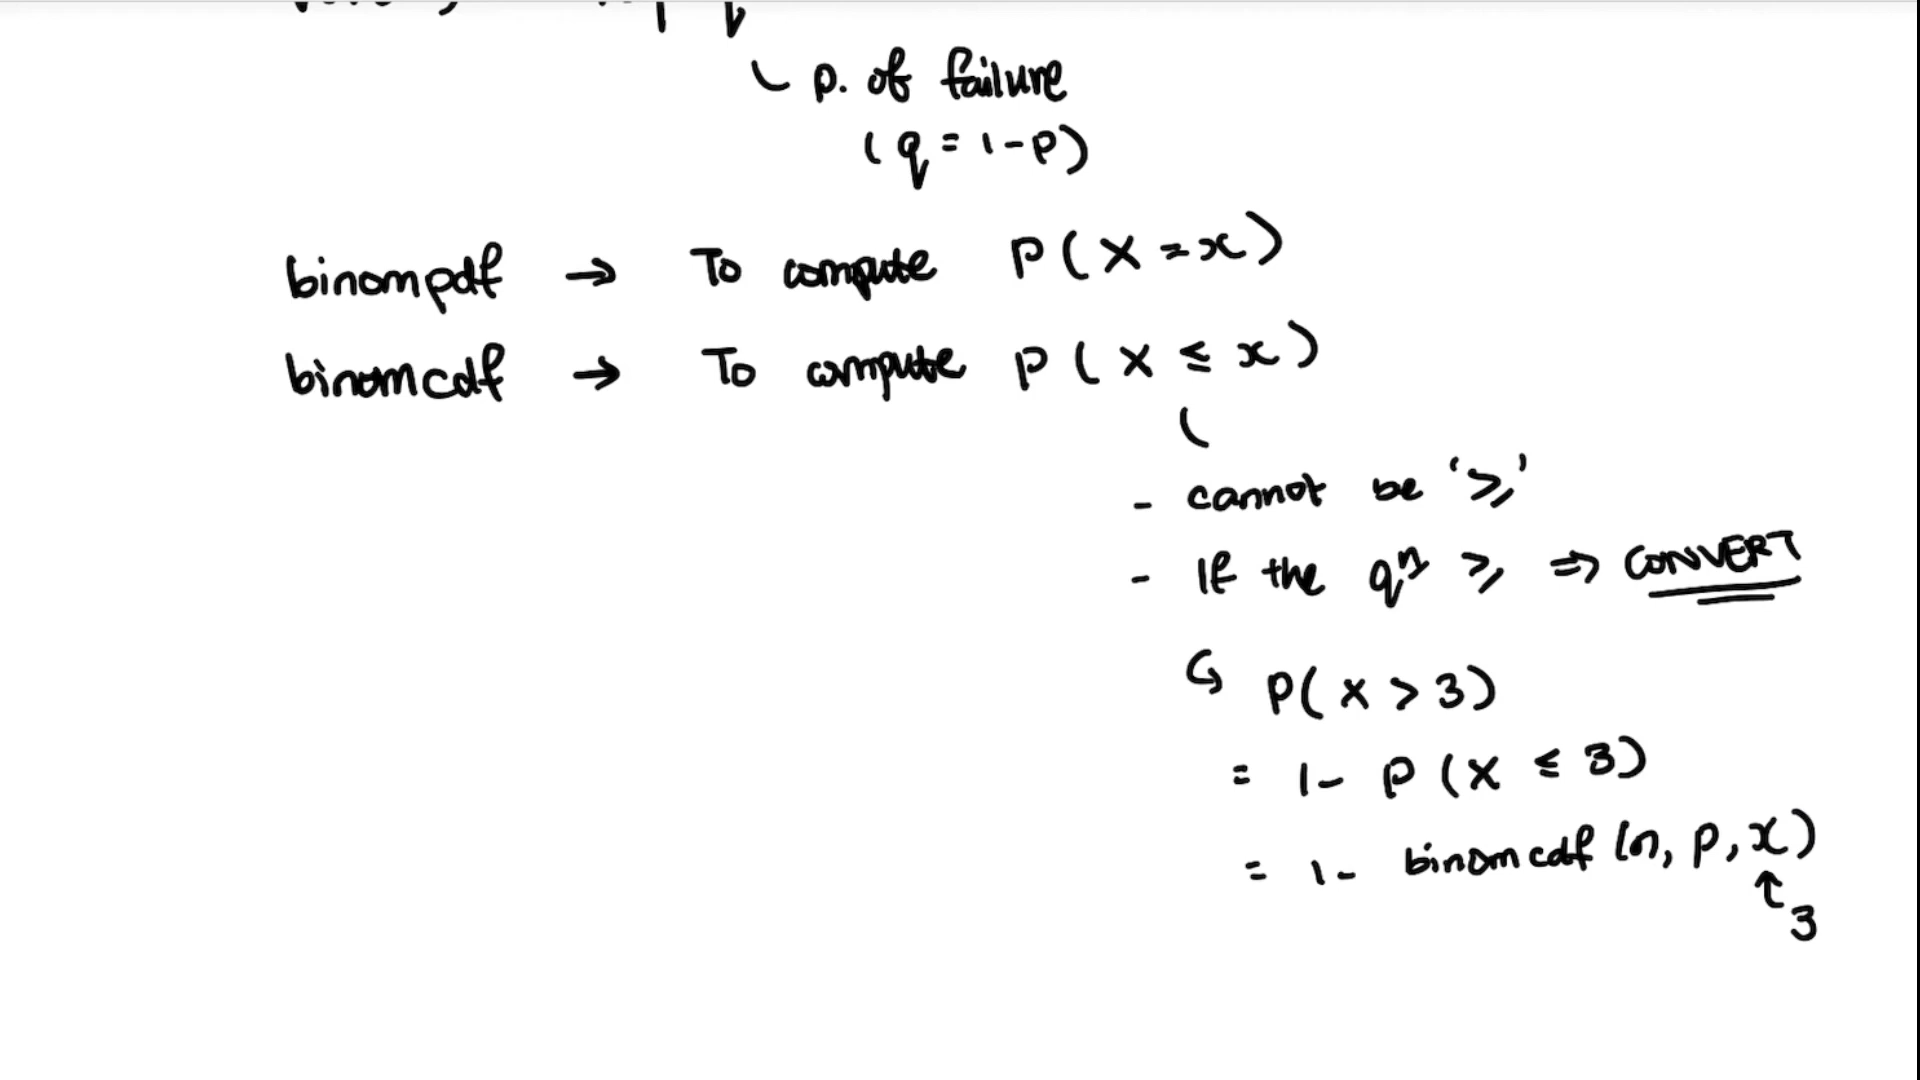 p. of failure
(q = 1-p)
binompdf → To compute P(X = x)
binomcdf → To compute P(X ≤ x)
- cannot be '≥'
- If the qⁿ ≥ ⇒ CONVERT
P(X > 3)
= 1 - P(X ≤ 3)
= 1 - binomcdf (n, p, x)
↑
3